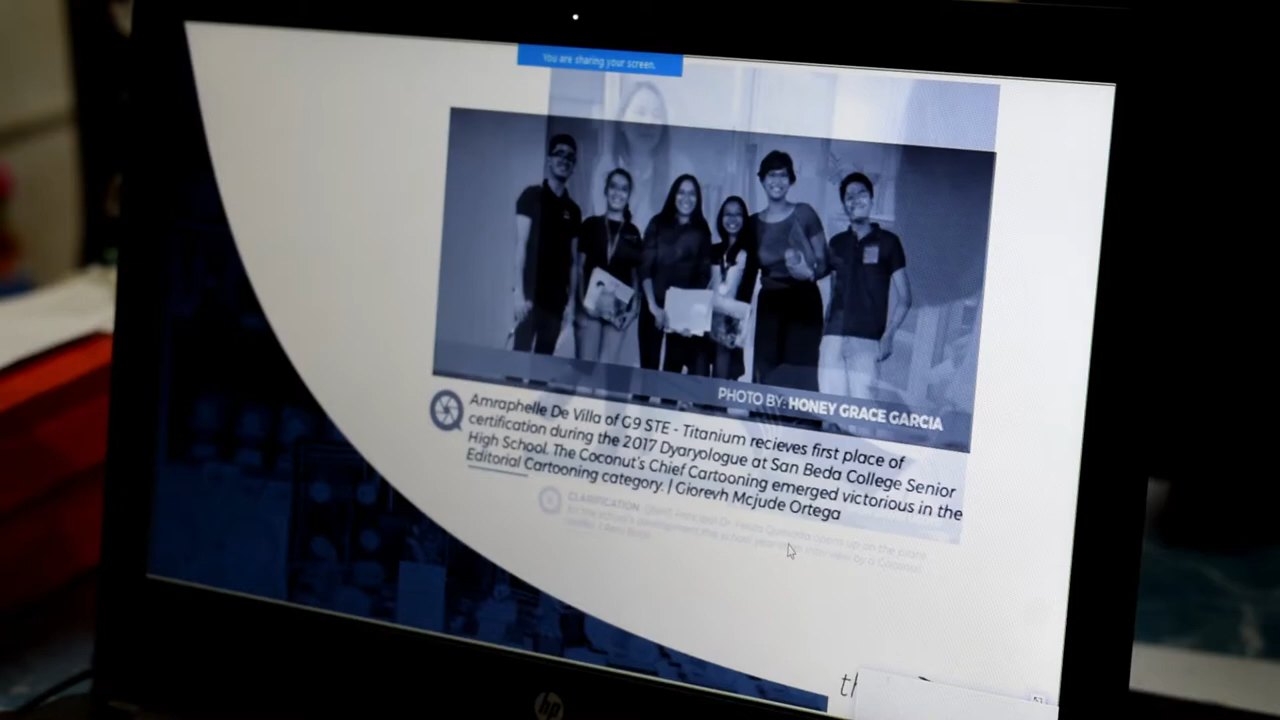 You are sharing your screen.
PHOTO BY: HONEY GRACE GARCIA
Amraphelle De Villa of G9 STE - Titanium recieves first place of
certification during the 2017 Dyaryologue at San Beda College Senior
High School. The Coconut's Chief Cartooning emerged victorious in the
Editorial Cartooning category. | Giorevh Mcjude Ortega
CLARIFICATION
hp